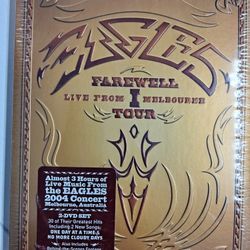 EAGLES
FAREWELL
I
LIVE FROM MELBOURNE
TOUR
Almost 3 Hours of
Live Music From
the EAGLES
2004 Concert
Melbourne, Australia
2-DVD SET
30 of Their Greatest Hits
Including 2 New Songs:
ONE DAY AT A TIME &
NO MORE CLOUDY DAYS
Also Includes